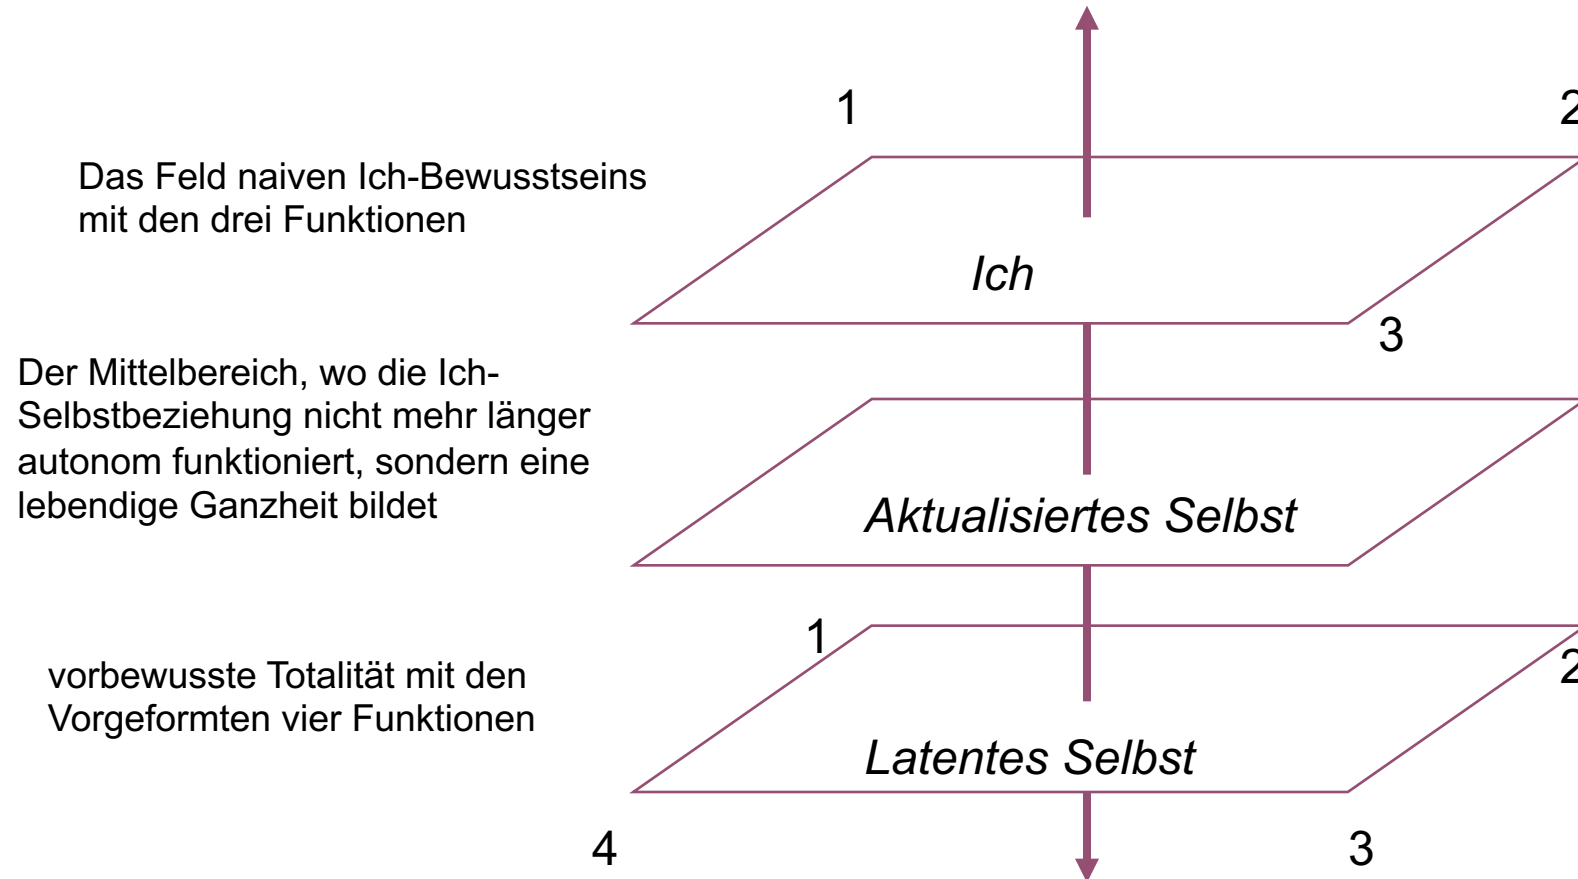 1
2
Das Feld naiven Ich-Bewusstseins
mit den drei Funktionen
Ich
3
Der Mittelbereich, wo die Ich-
Selbstbeziehung nicht mehr länger
autonom funktioniert, sondern eine
lebendige Ganzheit bildet
Aktualisiertes Selbst
1
2
vorbewusste Totalität mit den
Vorgeformten vier Funktionen
Latentes Selbst
4
3